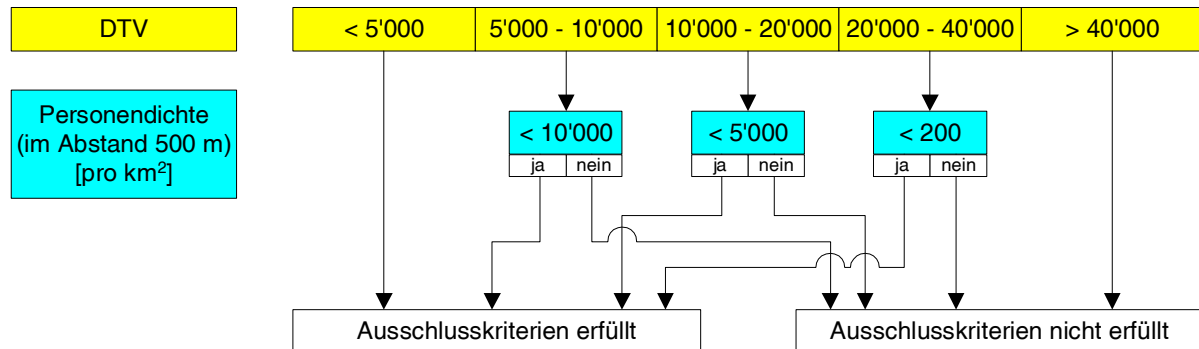 DTV
< 5'000
5'000 - 10'000
10'000 - 20'000
20'000 - 40'000
> 40'000
Personendichte
(im Abstand 500 m)
[pro km²]
< 10'000
< 5'000
< 200
ja
nein
ja
nein
ja
nein
Ausschlusskriterien erfüllt
Ausschlusskriterien nicht erfüllt